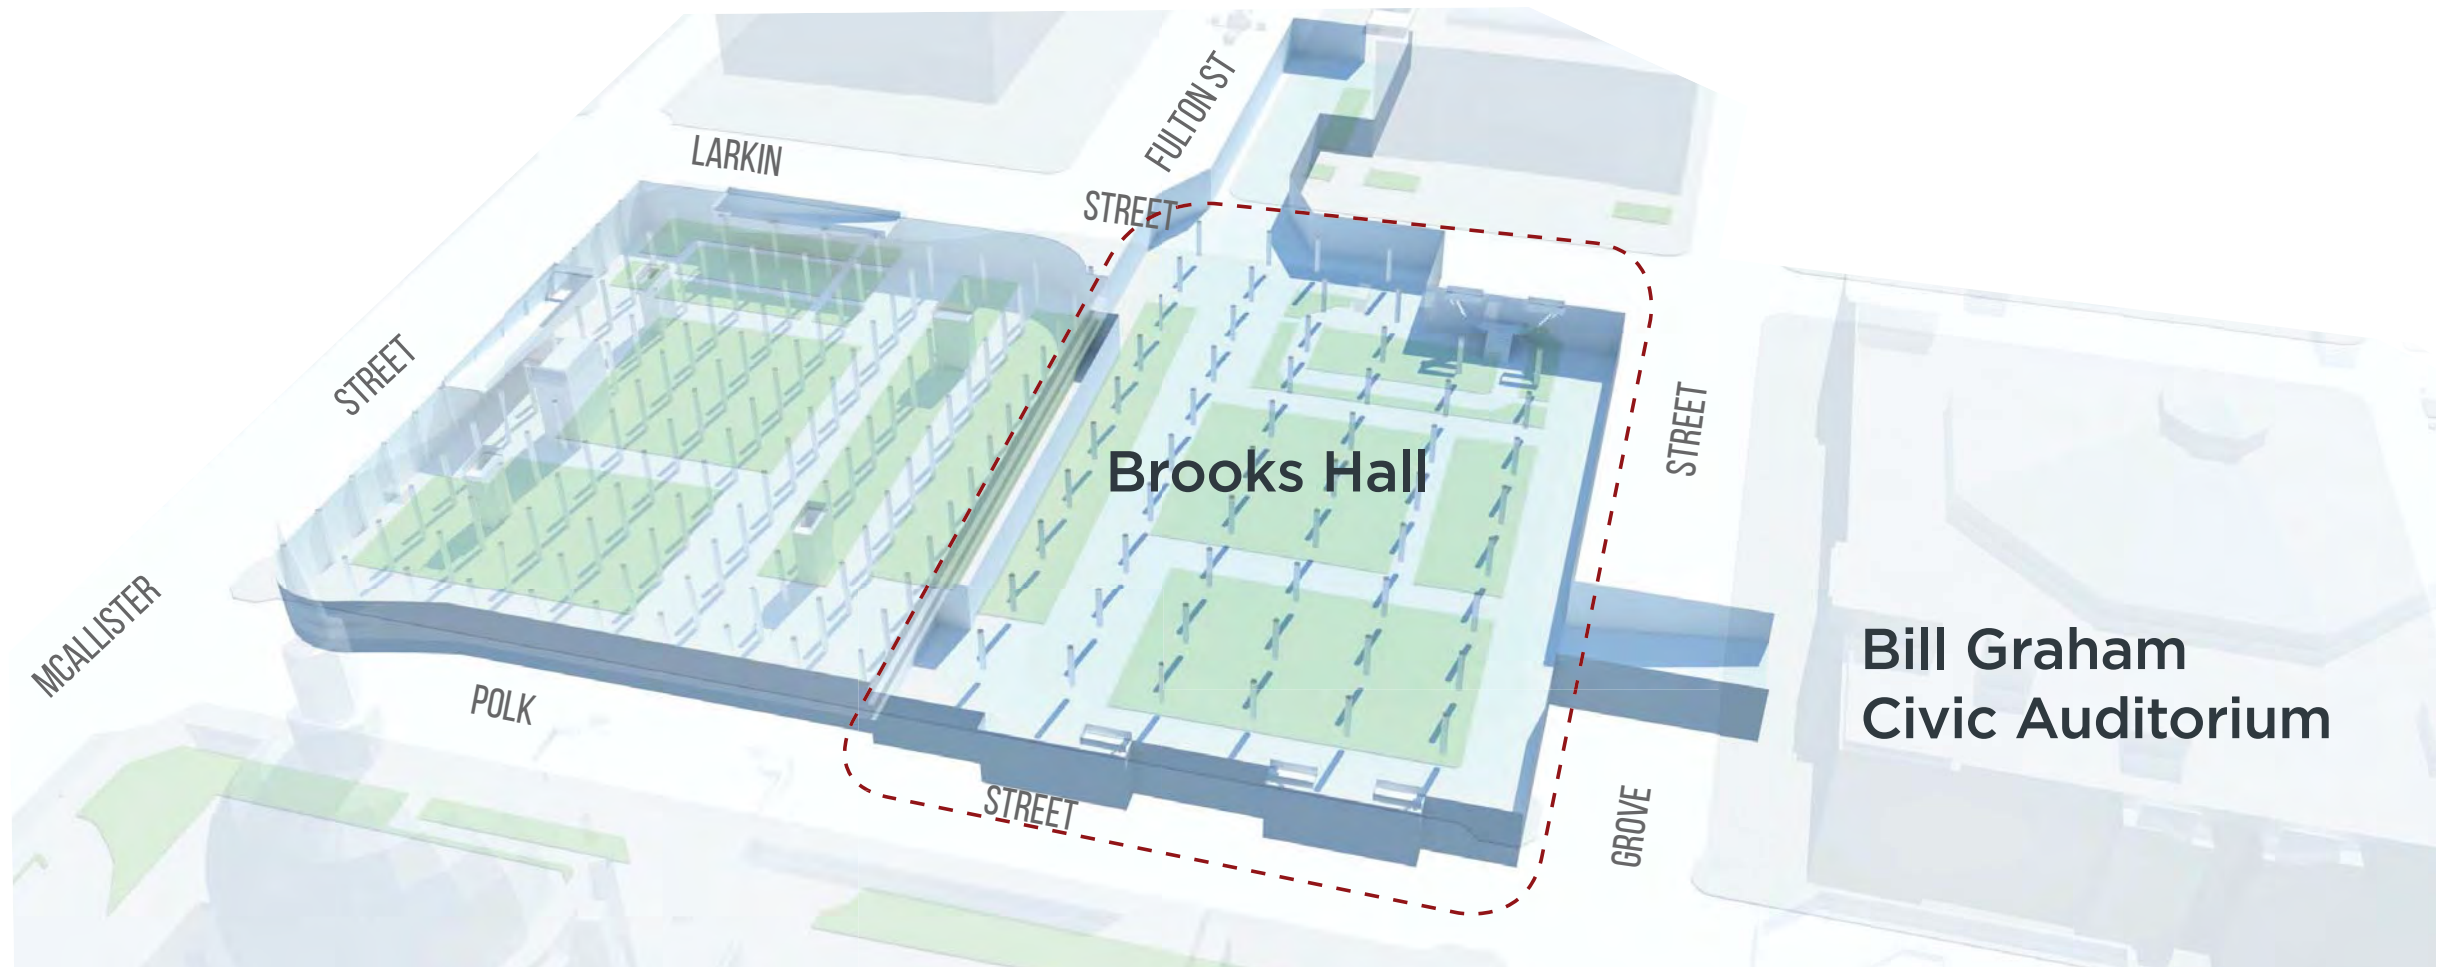 FULTON ST
LARKIN
STREET
STREET
STREET
Brooks Hall
MCALLISTER
Bill Graham
Civic Auditorium
POLK
STREET
GROVE